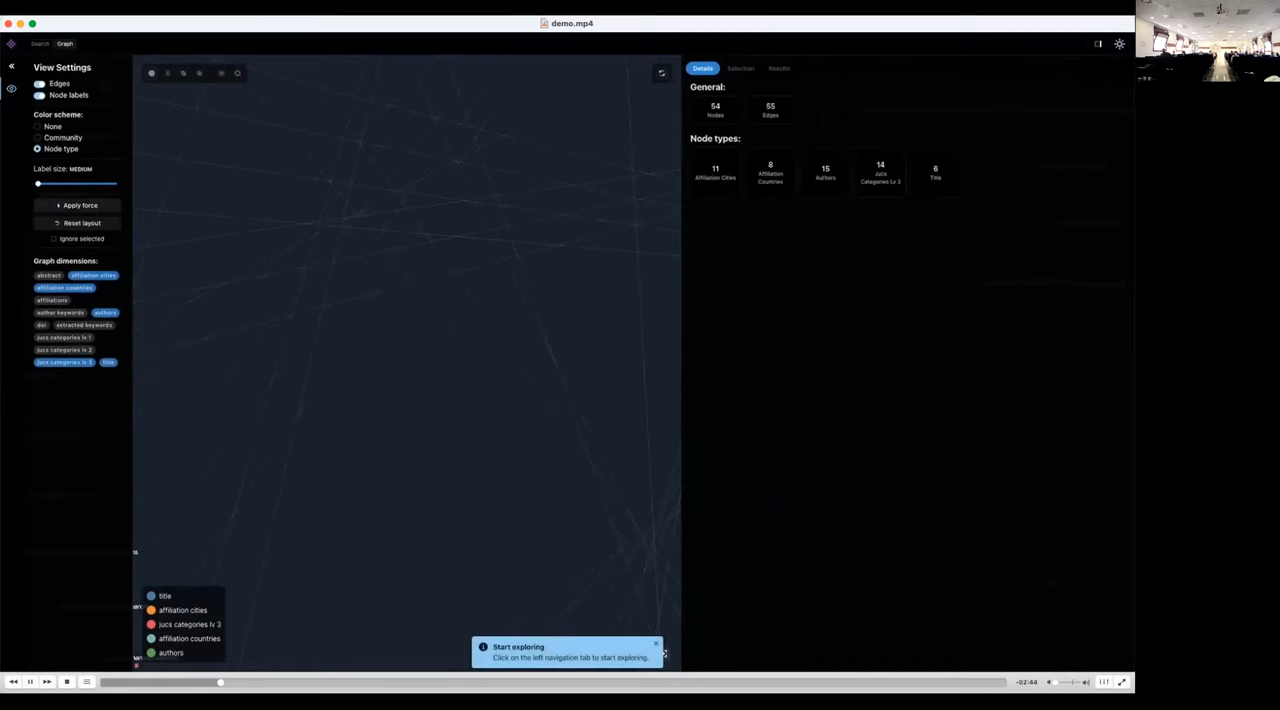 demo.mp4
Search Graph
View Settings
Edges
Node labels
Color scheme:
None
Community
Node type
Label size: MEDIUM
Apply force
Reset layout
Ignore selected
Graph dimensions:
abstract affiliation cities
affiliation countries
affiliations
author keywords authors
doi extracted keywords
jucs categories lv 1
jucs categories lv 2
jucs categories lv 3 title
title
affiliation cities
jucs categories lv 3
affiliation countries
authors
Start exploring
Click on the left navigation tab to start exploring.
Details Selection Results
General:
54 55
Nodes Edges
Node types:
11 8 15 14 6
Affiliation Cities Affiliation Countries Authors Jucs Categories Lv 3 Title
-02:44